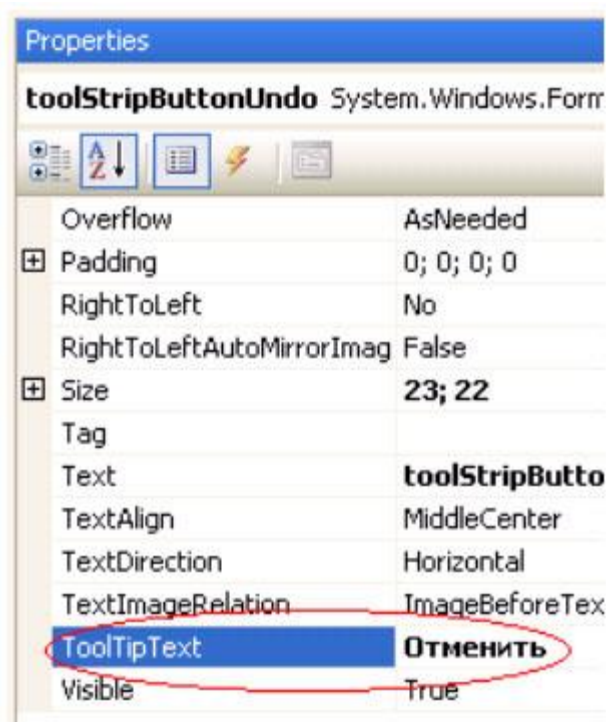 Properties
toolStripButtonUndo System.Windows.Form
Overflow AsNeeded
Padding 0; 0; 0; 0
RightToLeft No
RightToLeftAutoMirrorImag False
Size 23; 22
Tag
Text toolStripButto
TextAlign MiddleCenter
TextDirection Horizontal
TextImageRelation ImageBeforeTex
ToolTipText Отменить
Visible True